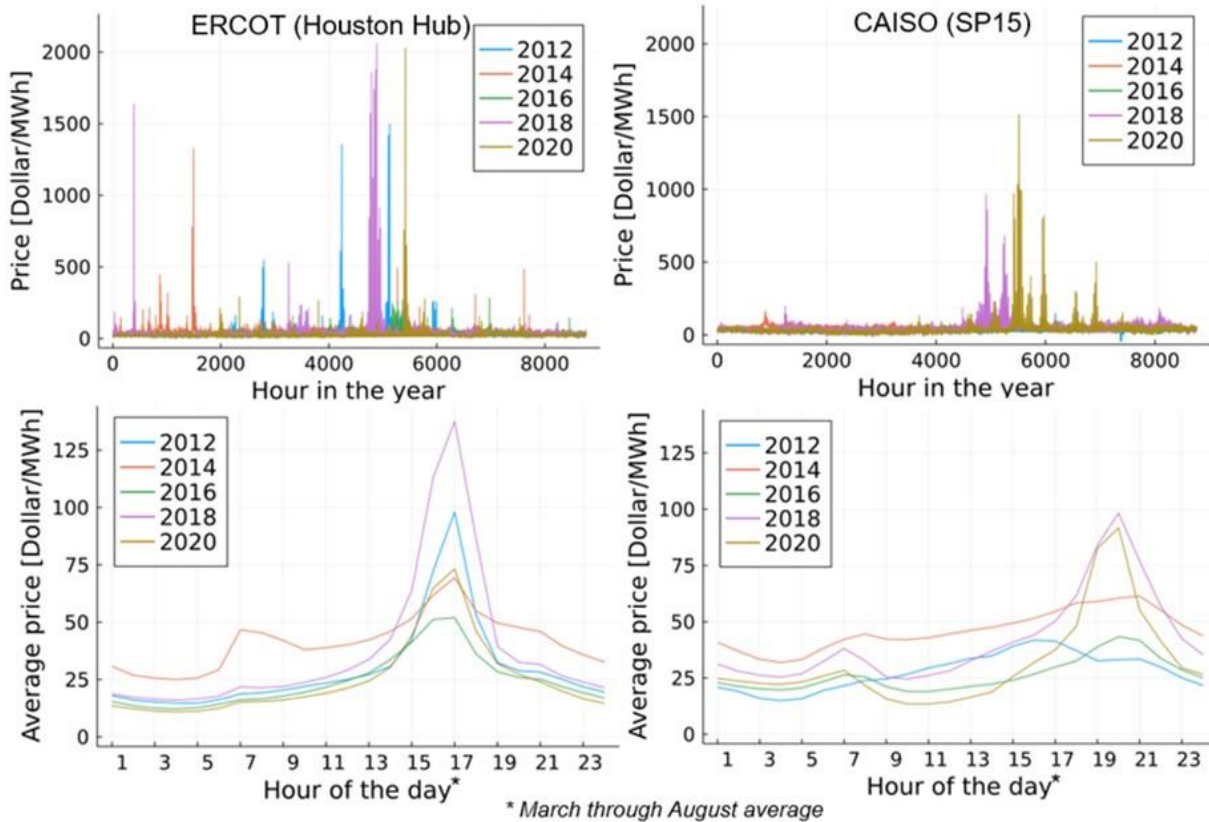 ERCOT (Houston Hub)
2012
2014
2016
2018
2020
2000
1500
1000
500
0
Price [Dollar/MWh]
0 2000 4000 6000 8000
Hour in the year
CAISO (SP15)
2012
2014
2016
2018
2020
2000
1500
1000
500
0
Price [Dollar/MWh]
0 2000 4000 6000 8000
Hour in the year
2012
2014
2016
2018
2020
125
100
75
50
25
0
Average price [Dollar/MWh]
1 3 5 7 9 11 13 15 17 19 21 23
Hour of the day*
2012
2014
2016
2018
2020
125
100
75
50
25
0
Average price [Dollar/MWh]
1 3 5 7 9 11 13 15 17 19 21 23
Hour of the day*
* March through August average